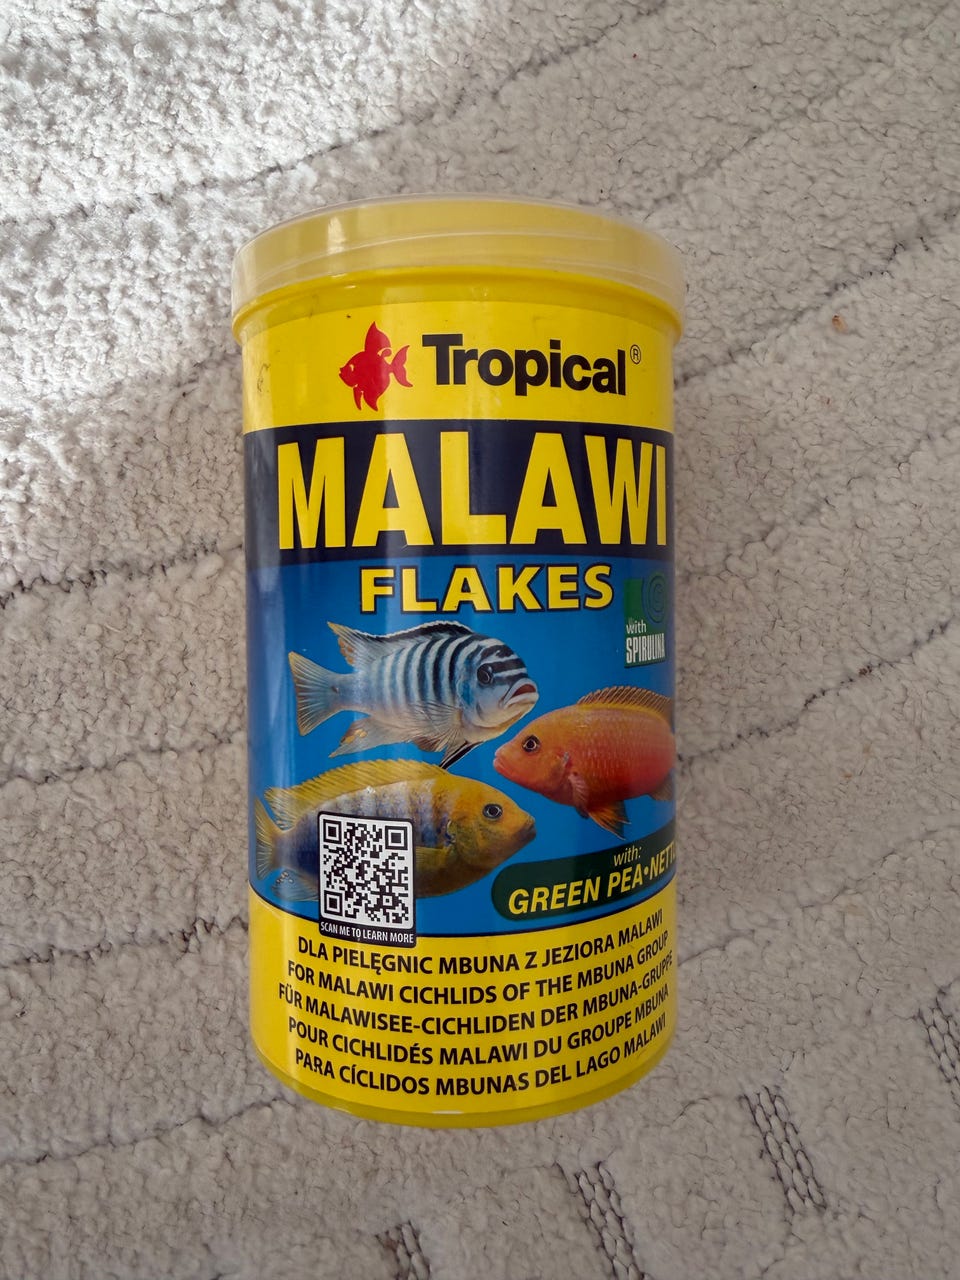 Tropical®
MALAWI
FLAKES
with
SPIRULINA
with:
GREEN PEA•
SCAN ME TO LEARN MORE
DLA PIELĘGNIC MBUNA Z JEZIORA MALAWI
FOR MALAWI CICHLIDS OF THE MBUNA GROUP
FÜR MALAWISEE-CICHLIDEN DER MBUNA-GRUPPE
POUR CICHLIDÉS MALAWI DU GROUPE MBUNA
PARA CÍCLIDOS MBUNAS DEL LAGO MALAWI